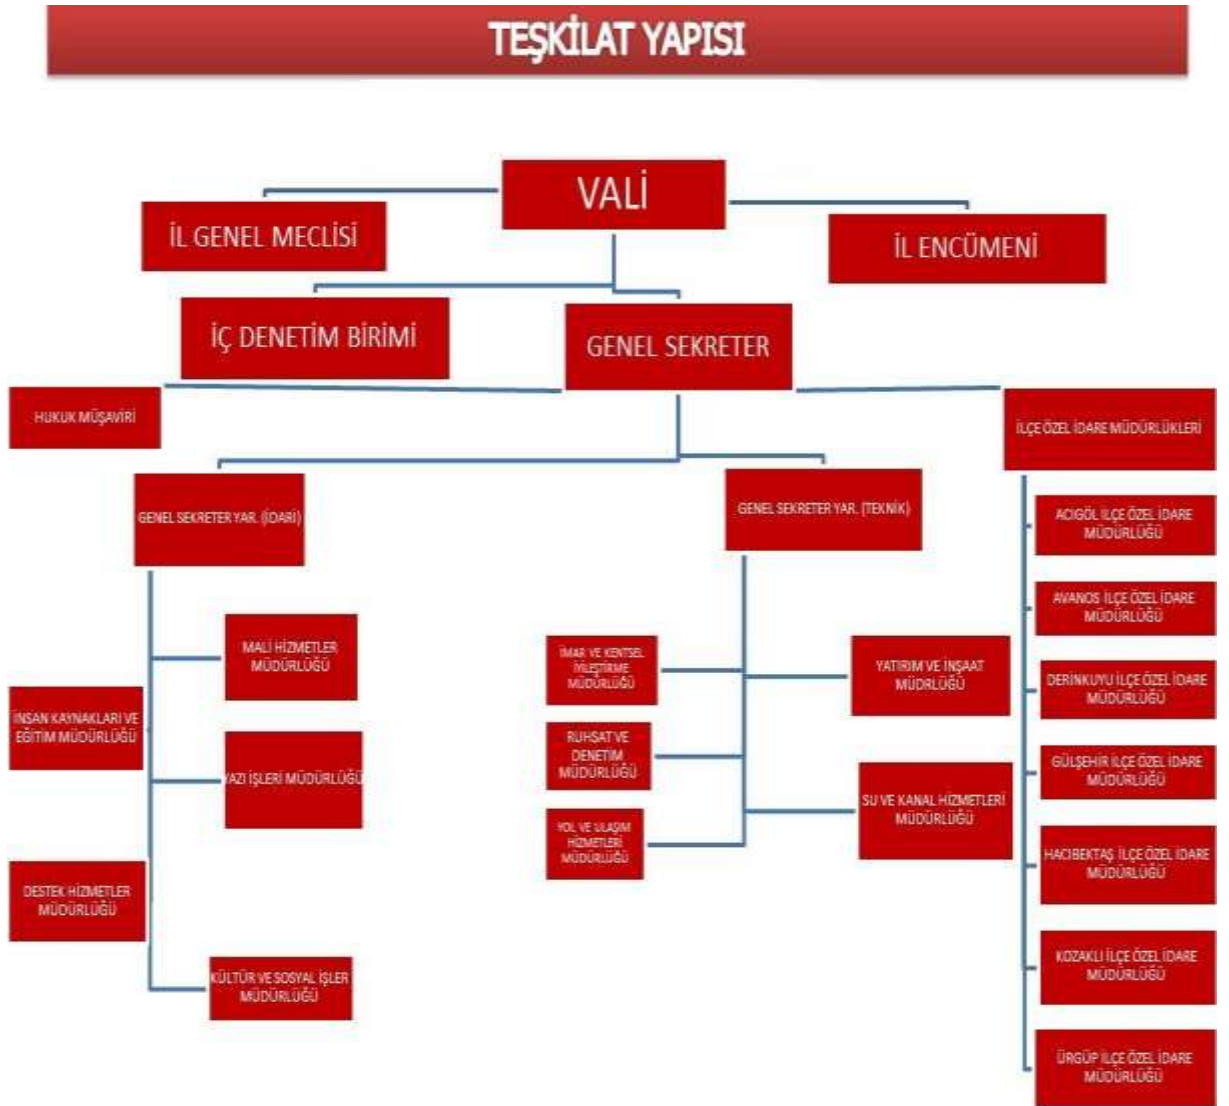 TEŞKİLAT YAPISI
VALİ
İL GENEL MECLİSİ
İL ENCÜMENİ
İÇ DENETİM BİRİMİ
GENEL SEKRETER
HUKUK MÜŞAVİRİ
İLÇE ÖZEL İDARE MÜDÜRLÜKLERİ
GENEL SEKRETER YAR. (İDARİ)
GENEL SEKRETER YAR. (TEKNİK)
MALİ HİZMETLER
MÜDÜRLÜĞÜ
İNSAN KAYNAKLARI VE
EĞİTİM MÜDÜRLÜĞÜ
YAZI İŞLERİ MÜDÜRLÜĞÜ
DESTEK HİZMETLER
MÜDÜRLÜĞÜ
KÜLTÜR VE SOSYAL İŞLER
MÜDÜRLÜĞÜ
İMAR VE KENTSEL
İYİLEŞTİRME
MÜDÜRLÜĞÜ
RUHSAT VE
DENETİM
MÜDÜRLÜĞÜ
YOL VE ULAŞIM
HİZMETLERİ
MÜDÜRLÜĞÜ
YATIRIM VE İNŞAAT
MÜDRLÜĞÜ
SU VE KANAL HİZMETLERİ
MÜDÜRLÜĞÜ
ACIGÖL İLÇE ÖZEL İDARE
MÜDÜRLÜĞÜ
AVANOS İLÇE ÖZEL İDARE
MÜDÜRLÜĞÜ
DERİNKUYU İLÇE ÖZEL İDARE
MÜDÜRLÜĞÜ
GÜLŞEHİR İLÇE ÖZEL İDARE
MÜDÜRLÜĞÜ
HACIBEKTAŞ İLÇE ÖZEL İDARE
MÜDÜRLÜĞÜ
KOZAKLI İLÇE ÖZEL İDARE
MÜDÜRLÜĞÜ
ÜRGÜP İLÇE ÖZEL İDARE
MÜDÜRLÜĞÜ